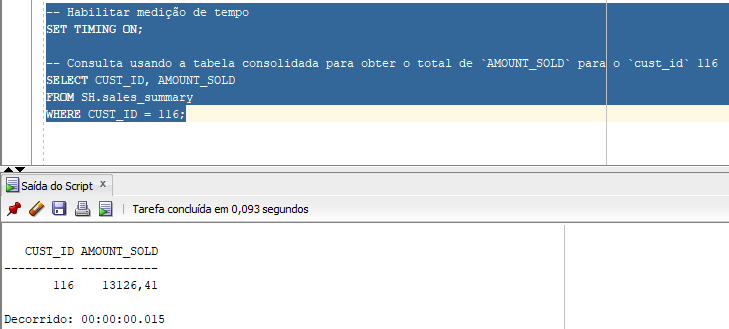 -- Habilitar medição de tempo
SET TIMING ON;
-- Consulta usando a tabela consolidada para obter o total de `AMOUNT_SOLD` para o `cust_id` 116
SELECT CUST_ID, AMOUNT_SOLD
FROM SH.sales_summary
WHERE CUST_ID = 116;
Saída do Script x
Tarefa concluída em 0,093 segundos
CUST_ID AMOUNT_SOLD
---------- -----------
116 13126,41
Decorrido: 00:00:00.015